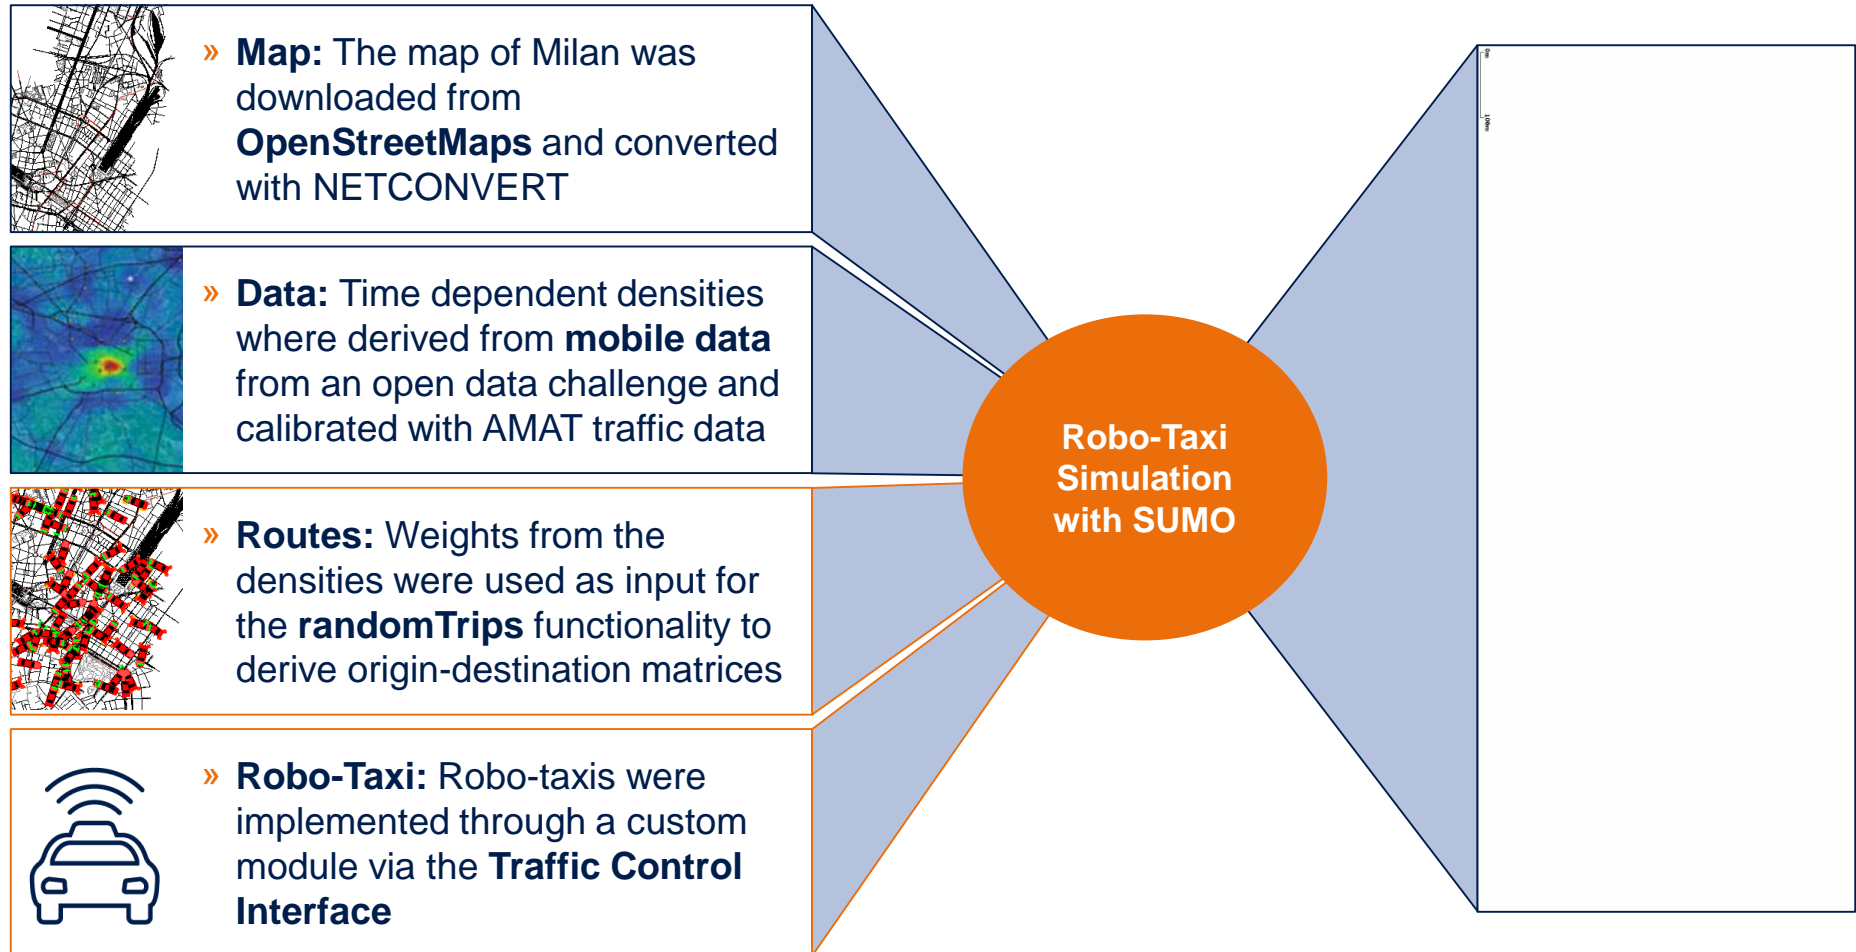 » Map: The map of Milan was
downloaded from
OpenStreetMaps and converted
with NETCONVERT
» Data: Time dependent densities
where derived from mobile data
from an open data challenge and
calibrated with AMAT traffic data
» Routes: Weights from the
densities were used as input for
the randomTrips functionality to
derive origin-destination matrices
» Robo-Taxi: Robo-taxis were
implemented through a custom
module via the Traffic Control
Interface
Robo-Taxi
Simulation
with SUMO
0m
100m